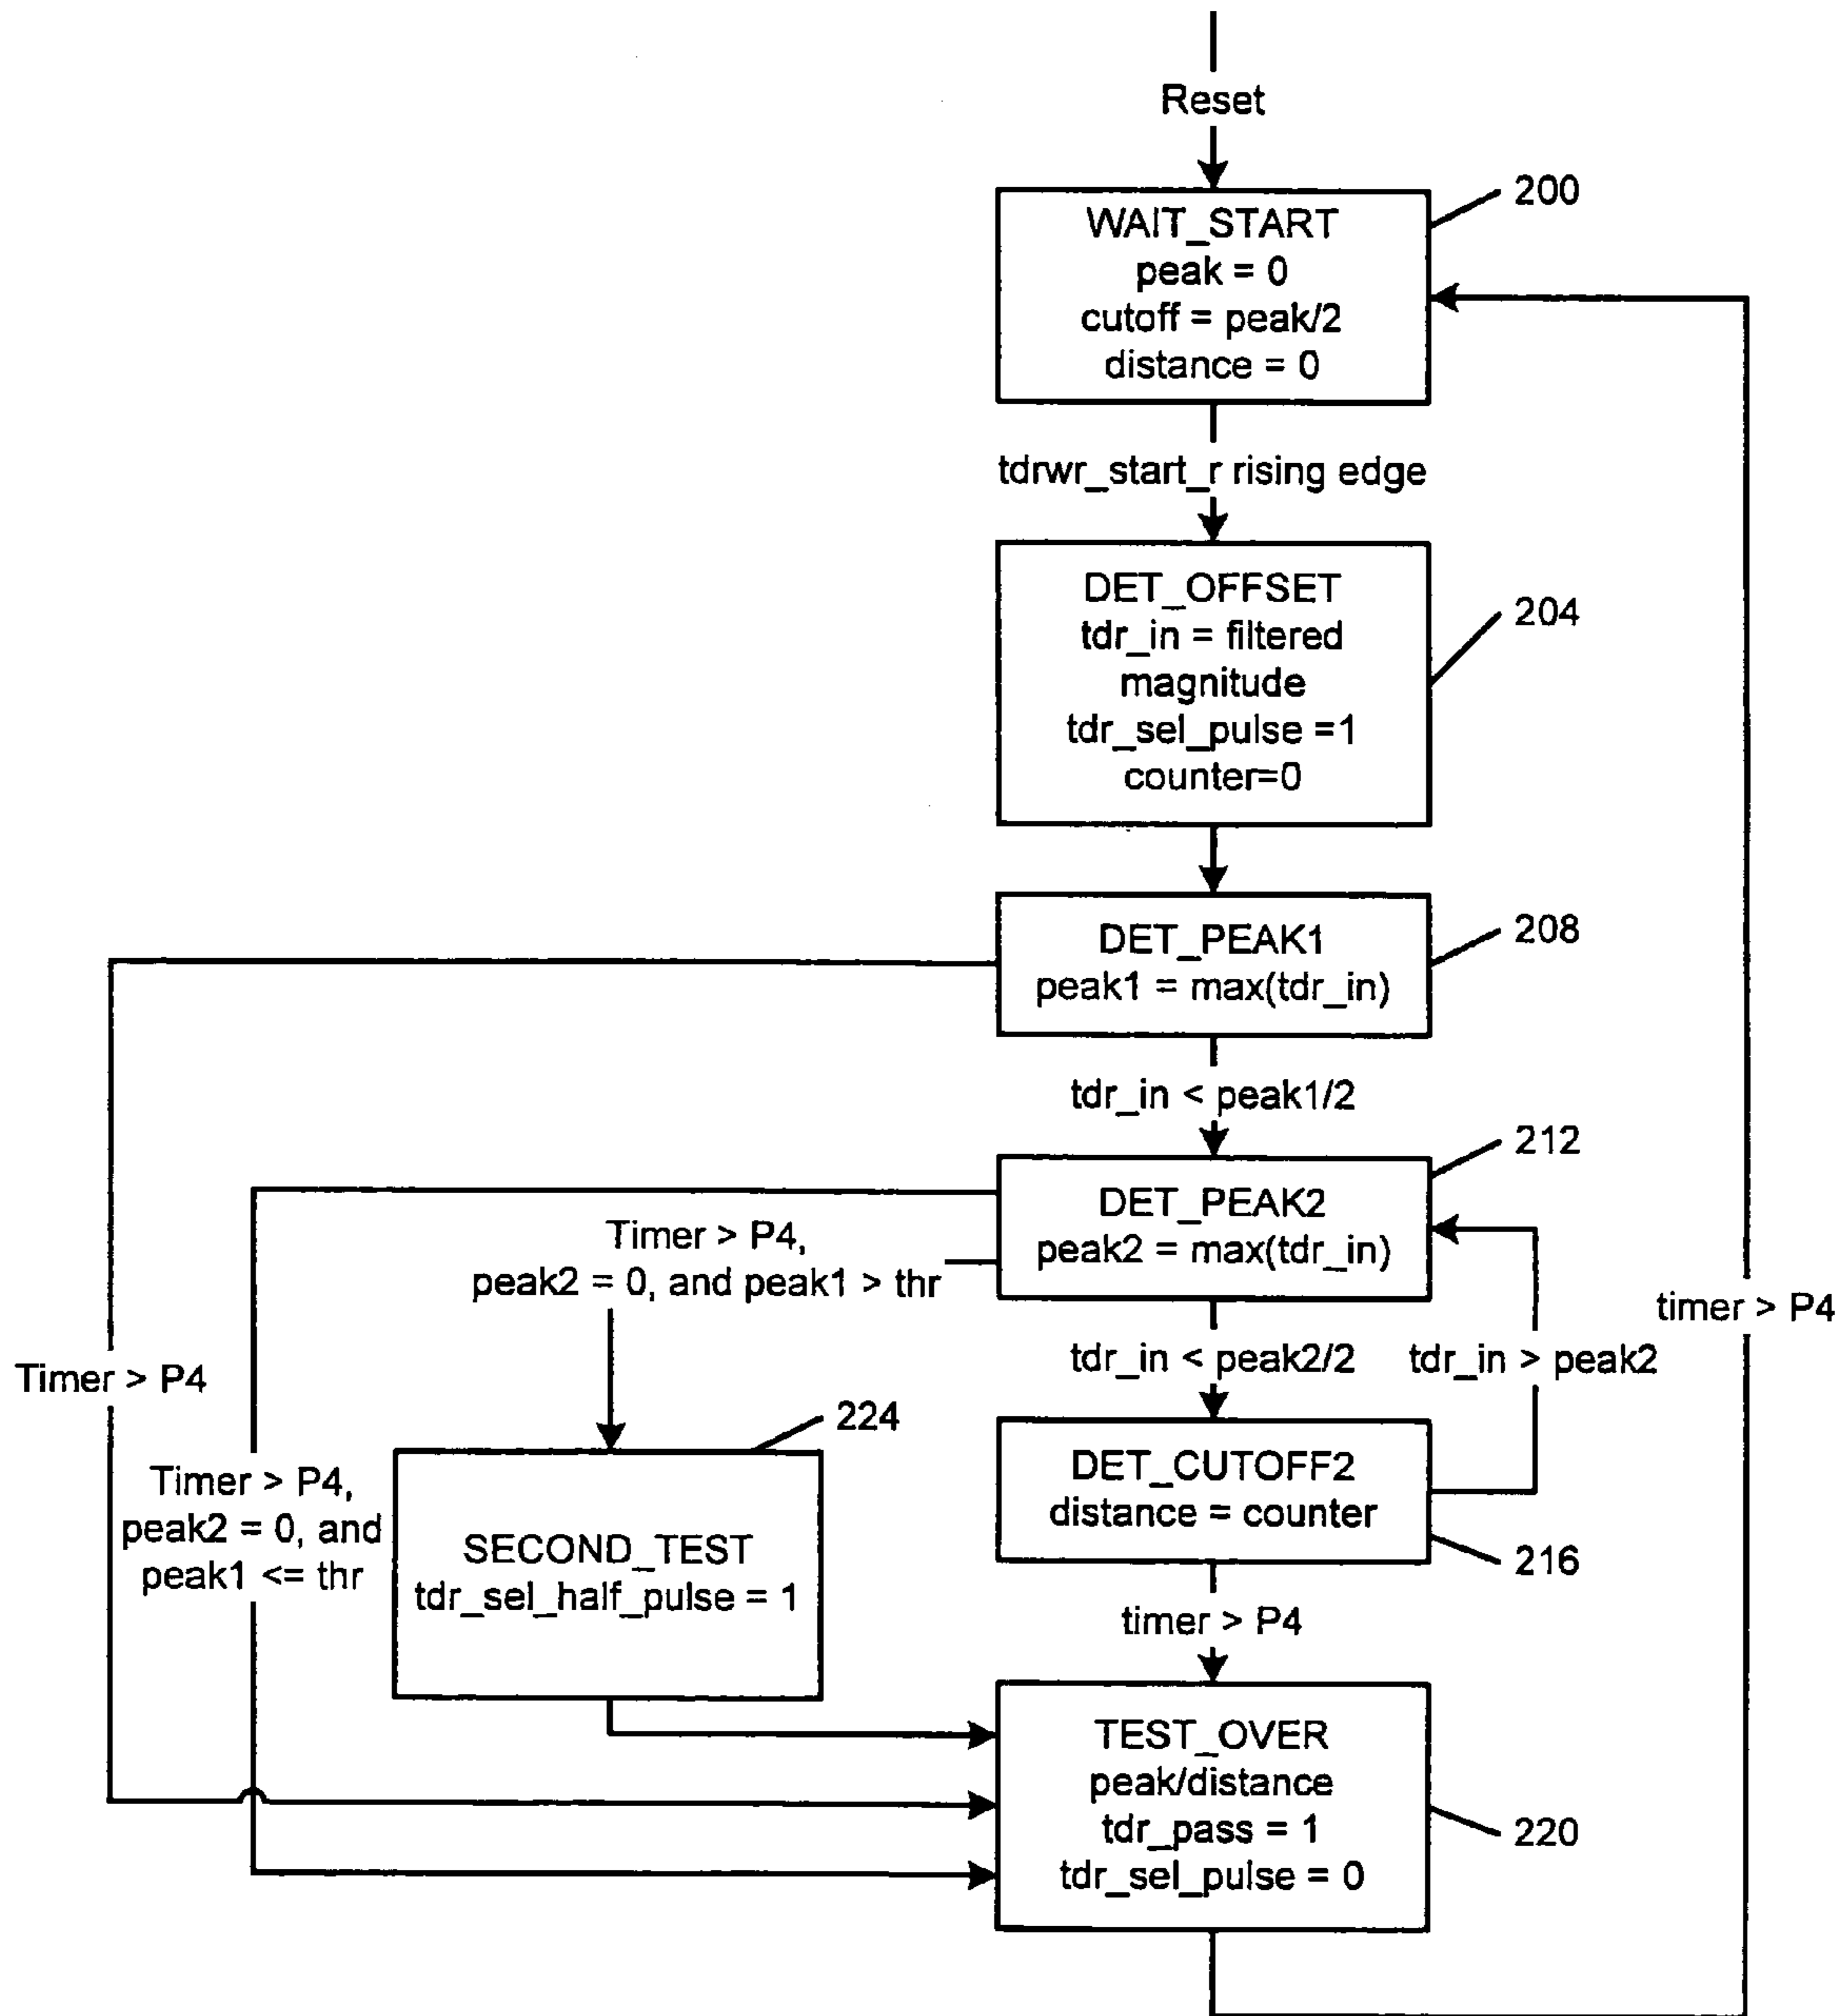 Reset
200
WAIT_START
peak = 0
cutoff = peak/2
distance = 0
tdrwr_start_r rising edge
204
DET_OFFSET
tdr_in = filtered
magnitude
tdr_sel_pulse =1
counter=0
208
DET_PEAK1
peak1 = max(tdr_in)
tdr_in < peak1/2
212
DET_PEAK2
peak2 = max(tdr_in)
Timer > P4,
peak2 = 0, and peak1 > thr
timer > P4
tdr_in < peak2/2
tdr_in > peak2
Timer > P4
224
DET_CUTOFF2
distance = counter
216
Timer > P4,
peak2 = 0, and
peak1 <= thr
SECOND_TEST
tdr_sel_half_pulse = 1
timer > P4
TEST_OVER
peak/distance
tdr_pass = 1
tdr_sel_pulse = 0
220